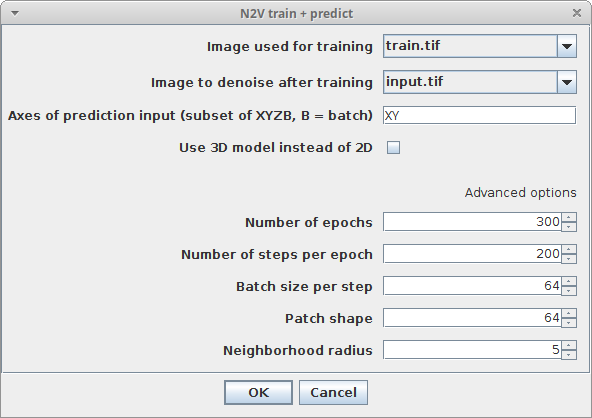 N2V train + predict
Image used for training train.tif
Image to denoise after training input.tif
Axes of prediction input (subset of XYZB, B = batch) XY
Use 3D model instead of 2D
Advanced options
Number of epochs 300
Number of steps per epoch 200
Batch size per step 64
Patch shape 64
Neighborhood radius 5
OK Cancel